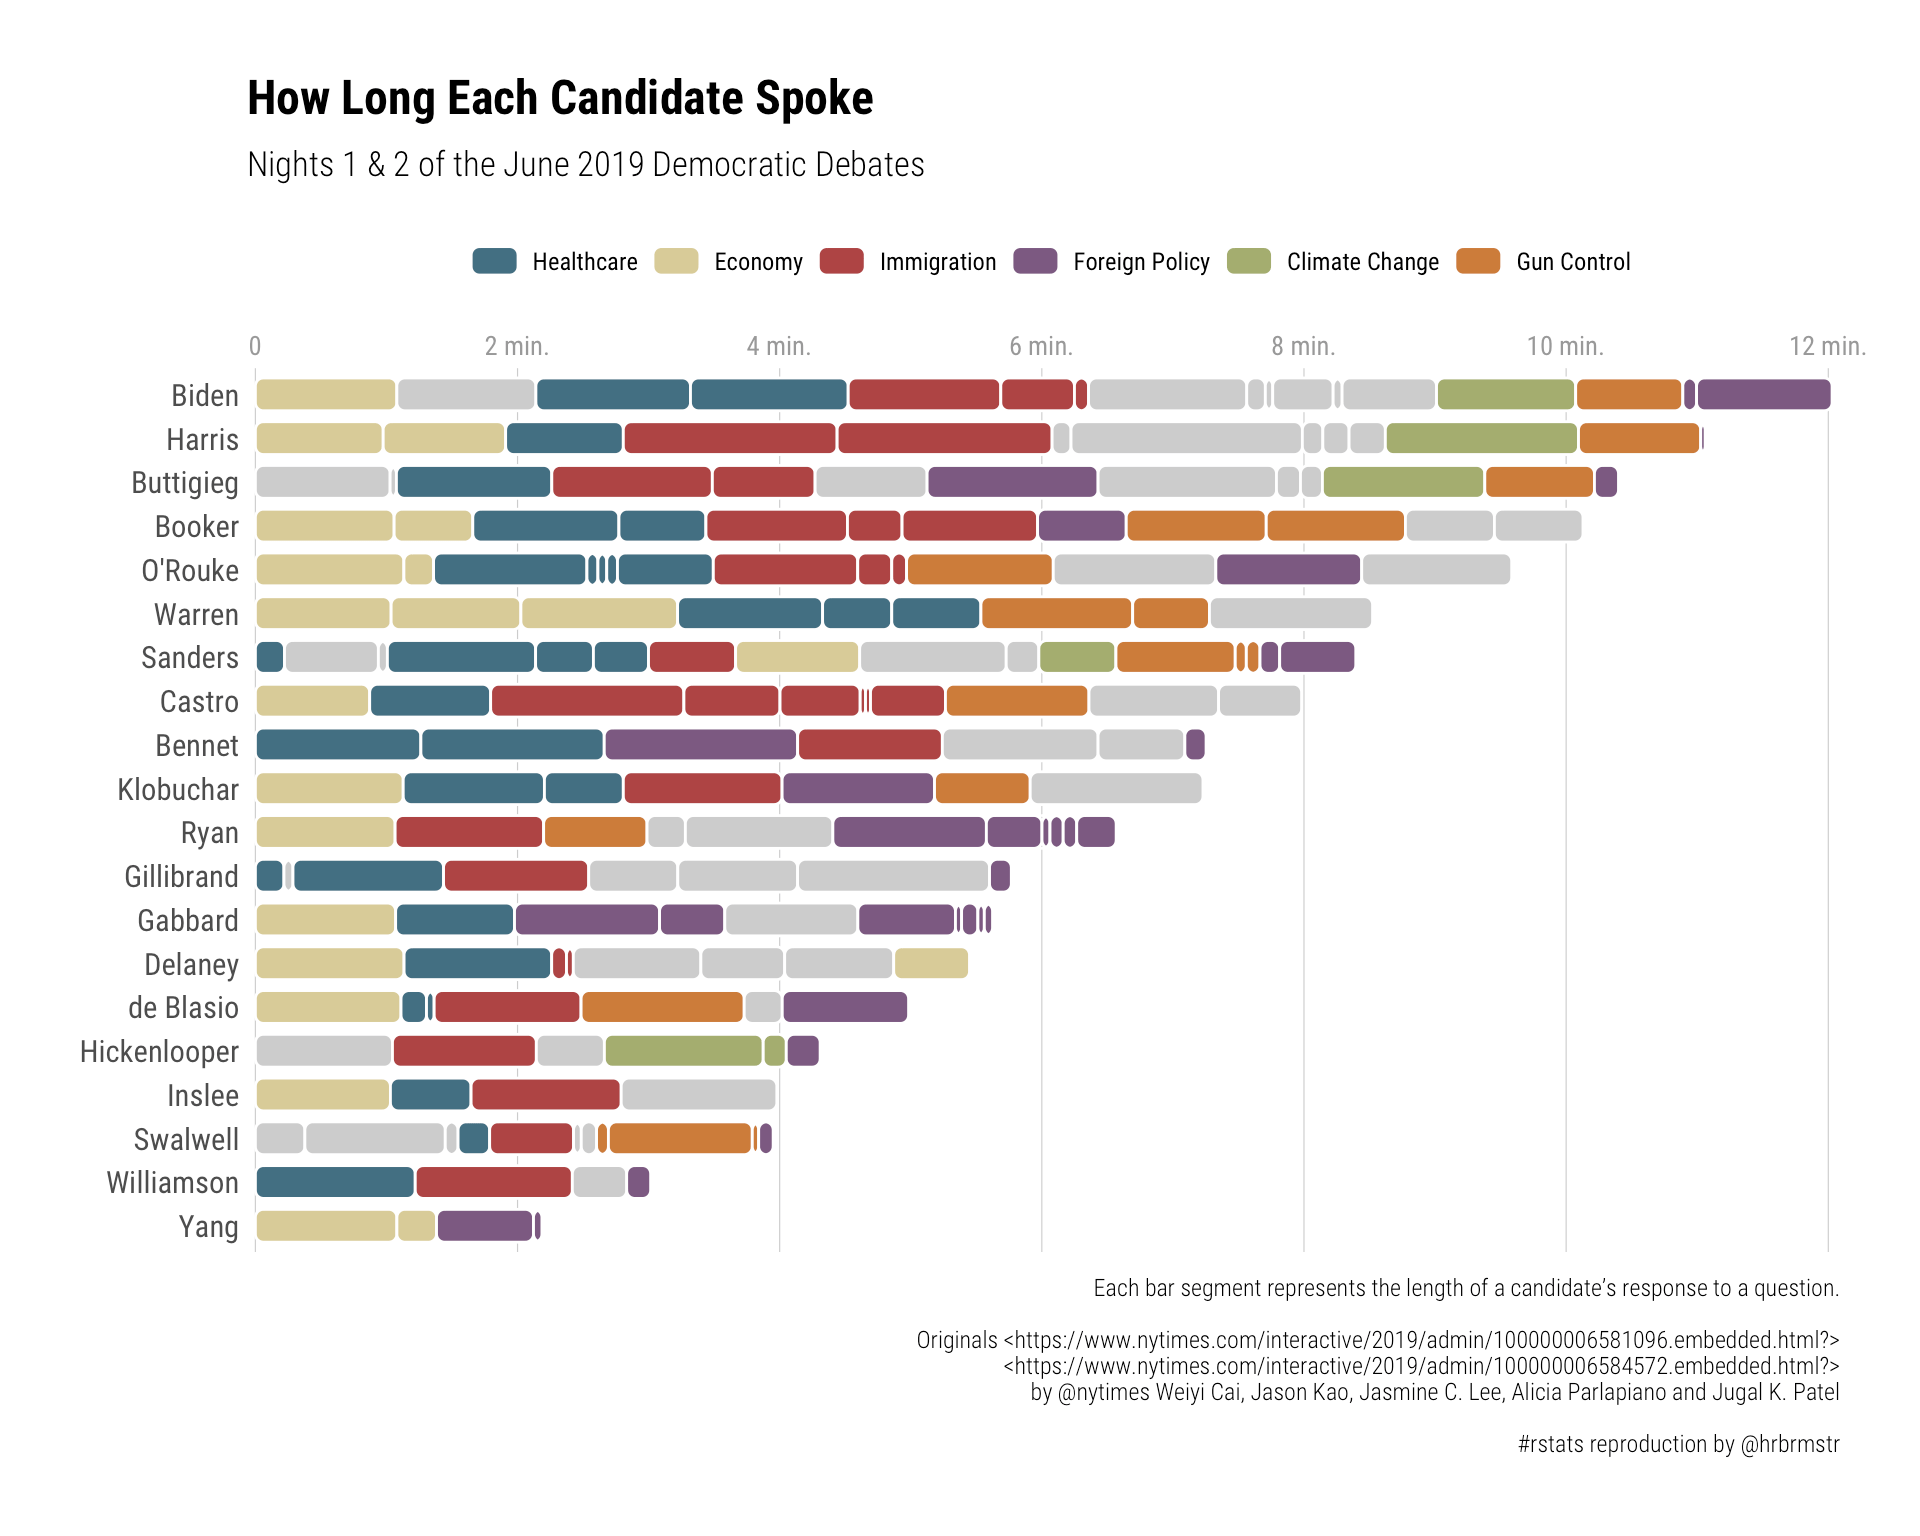 How Long Each Candidate Spoke
Nights 1 & 2 of the June 2019 Democratic Debates
Healthcare Economy Immigration Foreign Policy Climate Change Gun Control
0 2 min. 4 min. 6 min. 8 min. 10 min. 12 min.
Biden
Harris
Buttigieg
Booker
O'Rouke
Warren
Sanders
Castro
Bennet
Klobuchar
Ryan
Gillibrand
Gabbard
Delaney
de Blasio
Hickenlooper
Inslee
Swalwell
Williamson
Yang
Each bar segment represents the length of a candidate’s response to a question.
Originals <https://www.nytimes.com/interactive/2019/admin/100000006581096.embedded.html?>
<https://www.nytimes.com/interactive/2019/admin/100000006584572.embedded.html?>
by @nytimes Weiyi Cai, Jason Kao, Jasmine C. Lee, Alicia Parlapiano and Jugal K. Patel
#rstats reproduction by @hrbrmstr